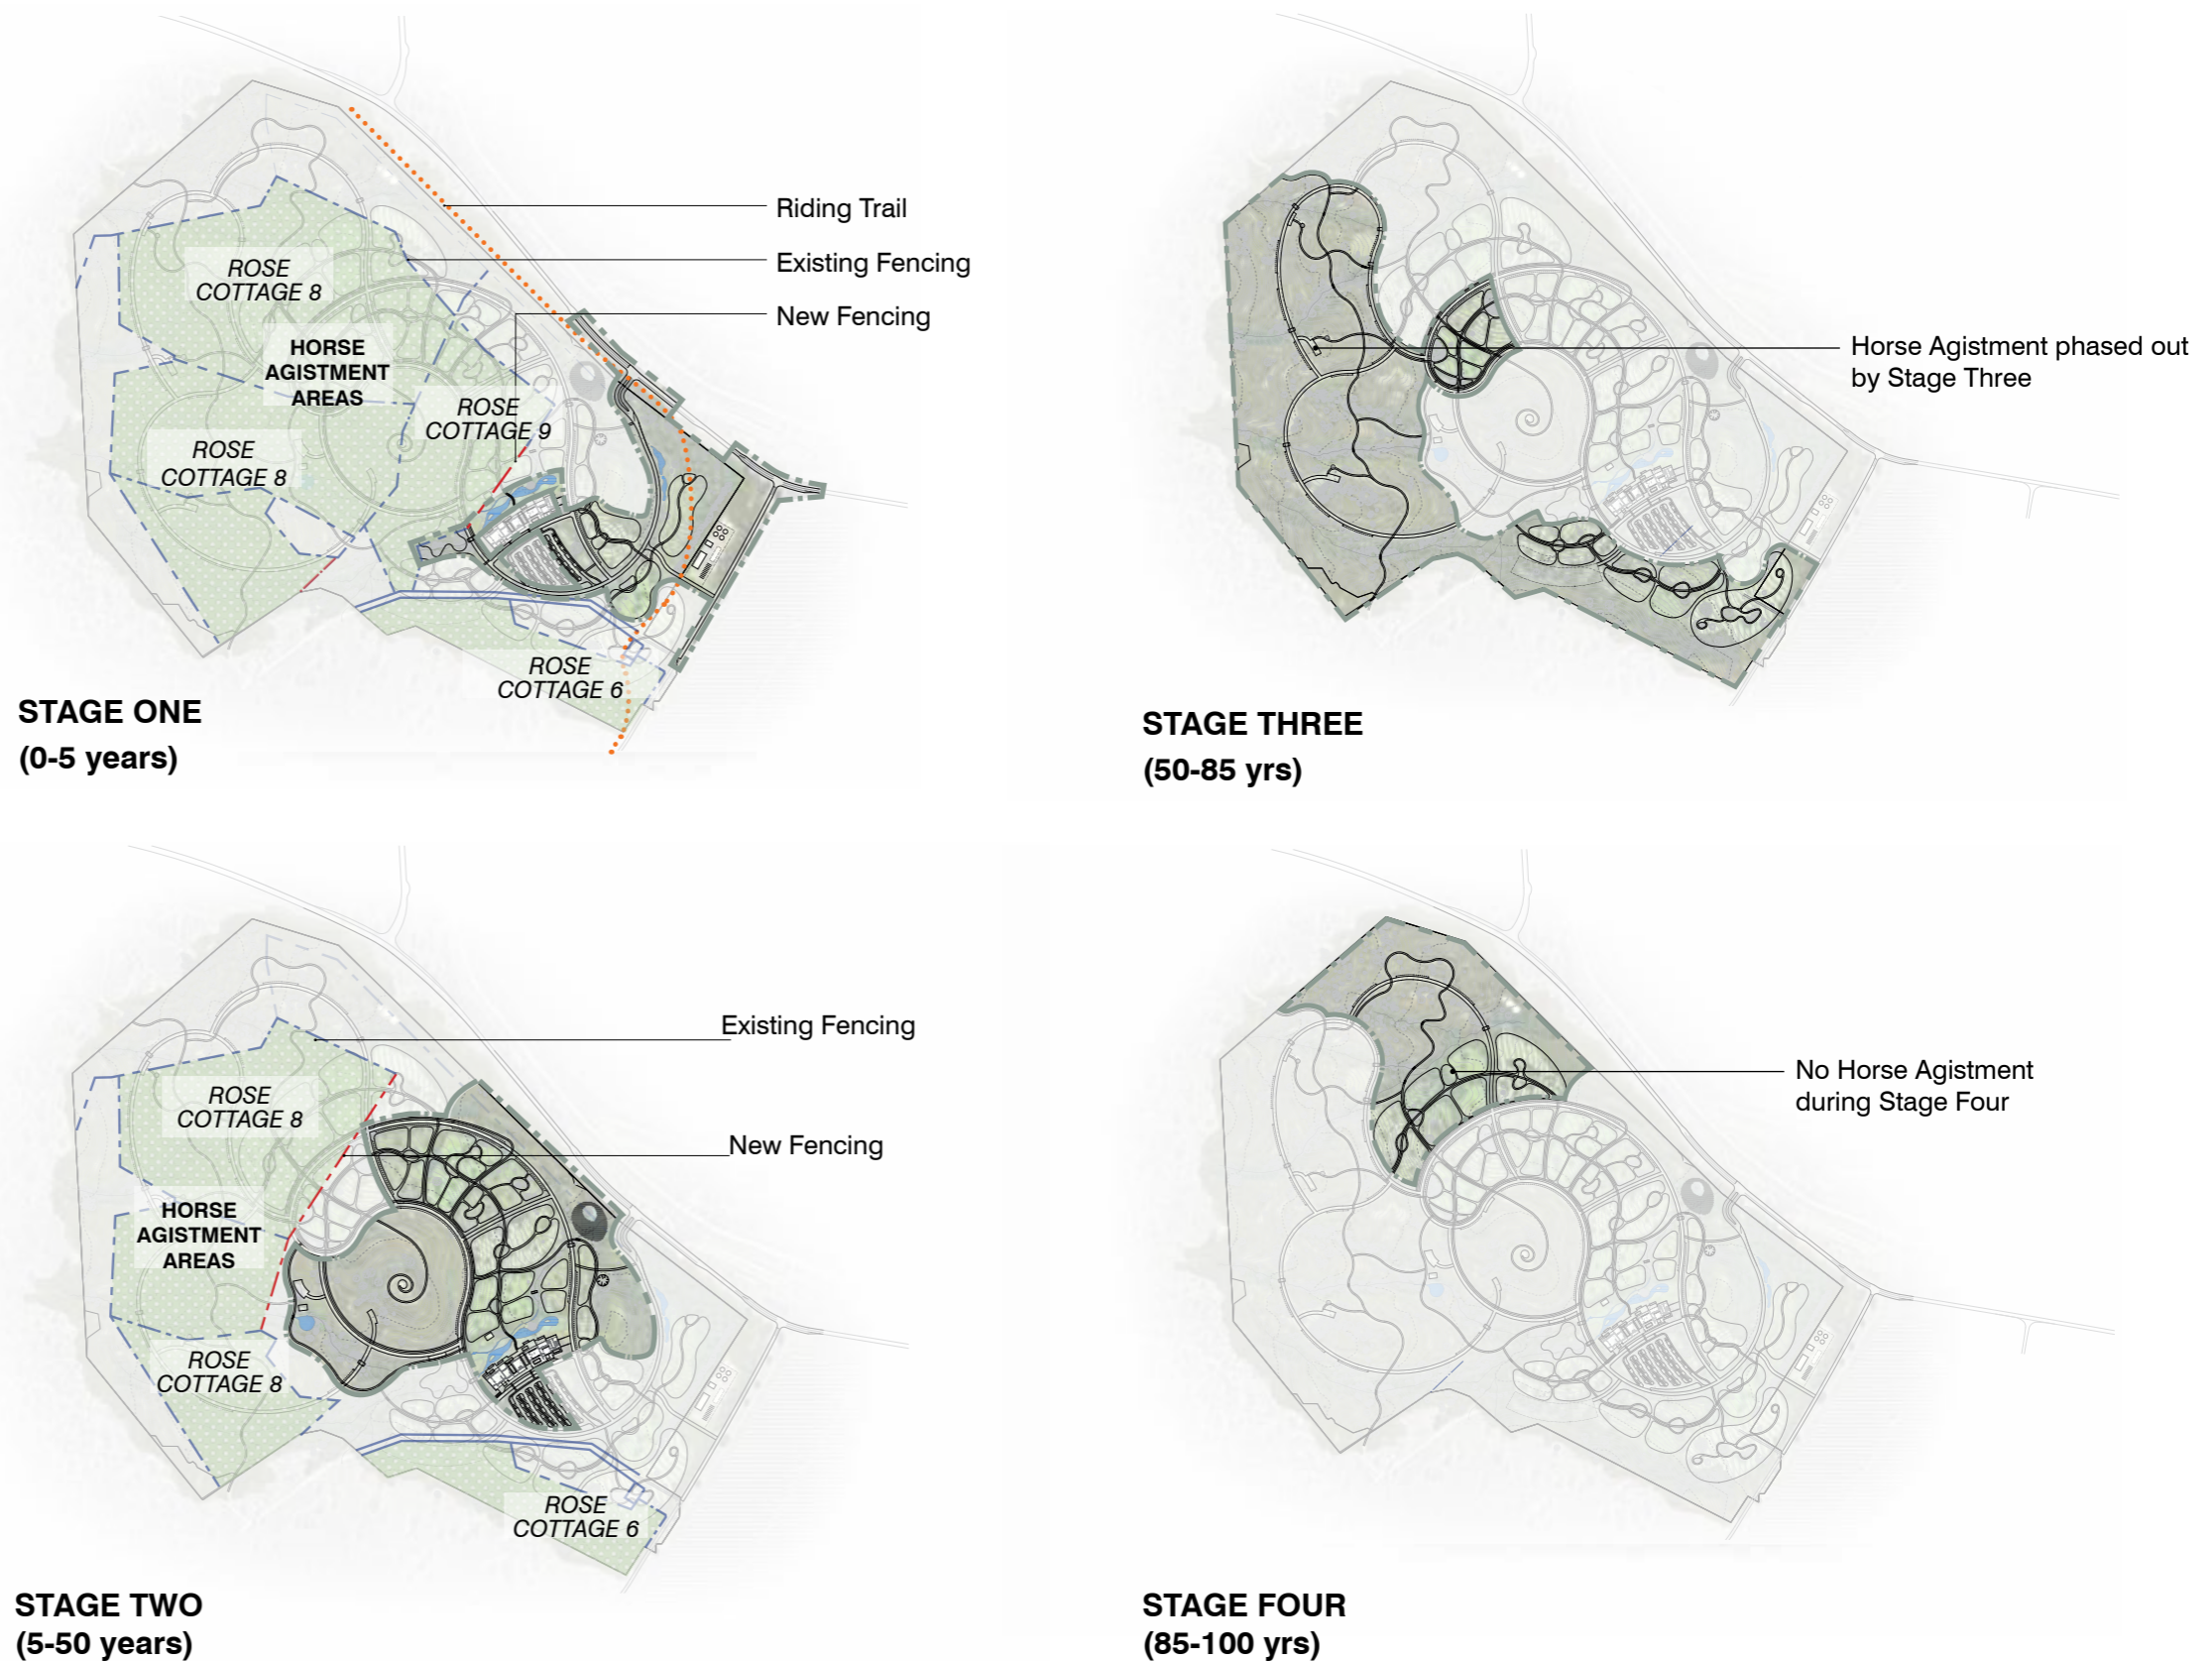 Riding Trail
Existing Fencing
New Fencing
ROSE
COTTAGE 8
HORSE
AGISTMENT
AREAS
ROSE
COTTAGE 9
ROSE
COTTAGE 8
ROSE
COTTAGE 6
STAGE ONE
(0-5 years)
Horse Agistment phased out
by Stage Three
STAGE THREE
(50-85 yrs)
Existing Fencing
ROSE
COTTAGE 8
New Fencing
HORSE
AGISTMENT
AREAS
ROSE
COTTAGE 8
ROSE
COTTAGE 6
STAGE TWO
(5-50 years)
No Horse Agistment
during Stage Four
STAGE FOUR
(85-100 yrs)